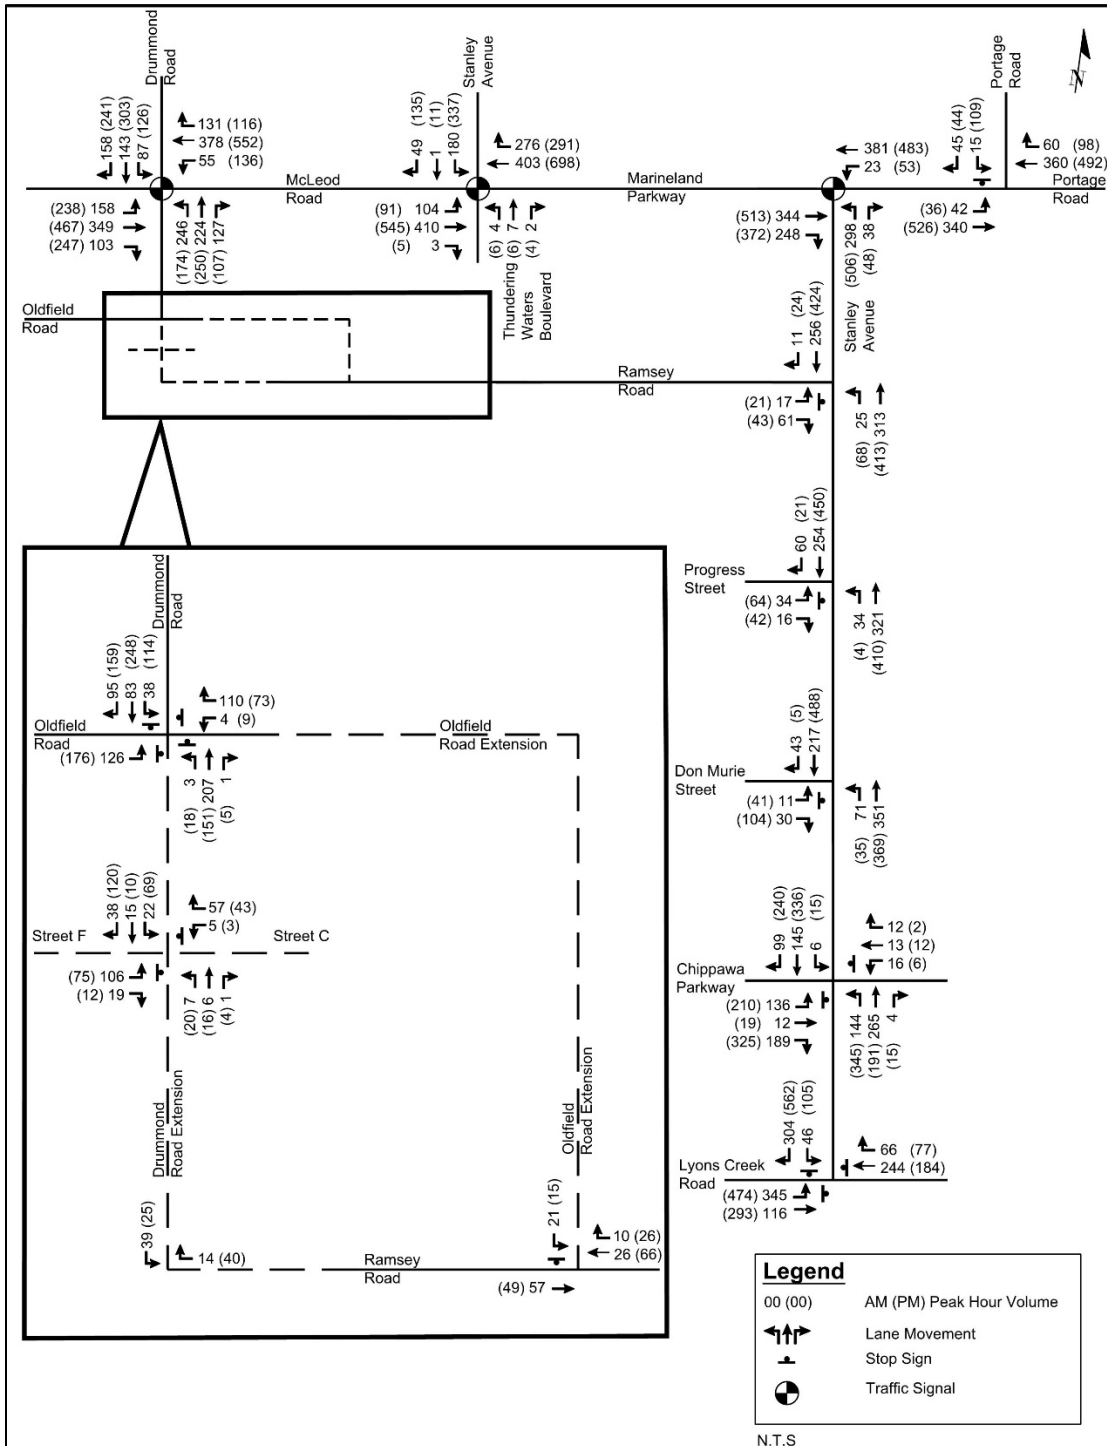 Drummond
Road
158 (241)
143 (303)
87 (126)
131 (116)
378 (552)
55 (136)
McLeod
Road
(238) 158
(467) 349
(247) 103
(174) 246
(250) 224
(107) 127
Stanley
Avenue
49 (135)
1 (11)
180 (337)
276 (291)
403 (698)
(91) 104
(545) 410
(5) 3
(6) 4
(6) 7
(4) 2
Thundering
Waters
Boulevard
Marineland
Parkway
381 (483)
23 (53)
(513) 344
(372) 248
(506) 298
(48) 38
Stanley
Avenue
Portage
Road
45 (44)
15 (109)
60 (98)
360 (492)
Portage
Road
(36) 42
(526) 340
N
Oldfield
Road
Ramsey
Road
11 (24)
256 (424)
(21) 17
(43) 61
(68) 25
(413) 313
Progress
Street
60 (21)
254 (450)
(64) 34
(42) 16
(4) 34
(410) 321
Don Murie
Street
43 (5)
217 (488)
(41) 11
(104) 30
(35) 71
(369) 351
Chippawa
Parkway
99 (240)
145 (336)
6 (15)
12 (2)
13 (12)
16 (6)
(210) 136
(19) 12
(325) 189
(345) 144
(191) 265
(15) 4
Lyons Creek
Road
304 (562)
46 (105)
66 (77)
244 (184)
(474) 345
(293) 116
Drummond
Road
95 (159)
83 (248)
38 (114)
110 (73)
4 (9)
Oldfield
Road
Oldfield
Road Extension
(176) 126
(18) 3
(151) 207
(5) 1
38 (120)
15 (10)
22 (69)
57 (43)
5 (3)
Street F
Street C
(75) 106
(12) 19
(20) 7
(16) 6
(4) 1
Drummond
Road Extension
Oldfield
Road Extension
39 (25)
14 (40)
Ramsey
Road
21 (15)
10 (26)
26 (66)
(49) 57
Legend
00 (00) AM (PM) Peak Hour Volume
Lane Movement
Stop Sign
Traffic Signal
N.T.S